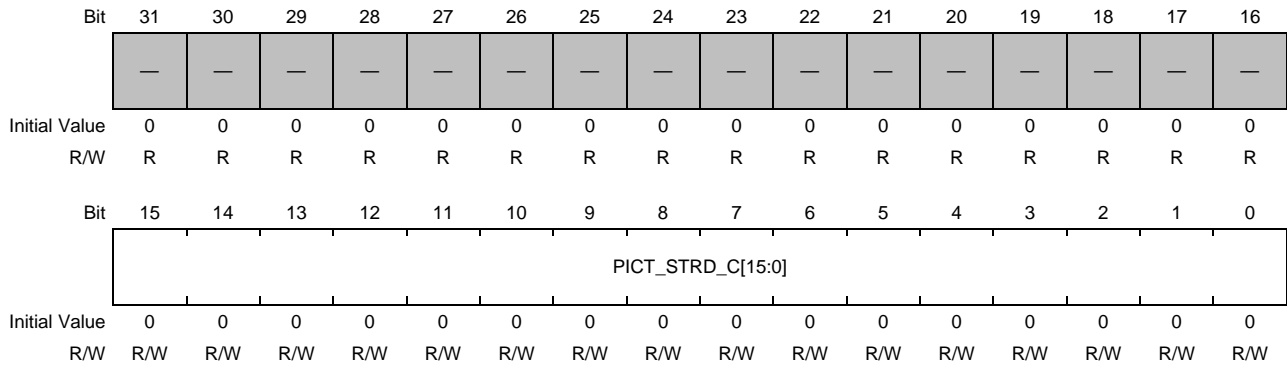 Bit 31 30 29 28 27 26 25 24 23 22 21 20 19 18 17 16
— — — — — — — — — — — — — — — —
Initial Value 0 0 0 0 0 0 0 0 0 0 0 0 0 0 0 0
R/W R R R R R R R R R R R R R R R R
Bit 15 14 13 12 11 10 9 8 7 6 5 4 3 2 1 0
PICT_STRD_C[15:0]
Initial Value 0 0 0 0 0 0 0 0 0 0 0 0 0 0 0 0
R/W R/W R/W R/W R/W R/W R/W R/W R/W R/W R/W R/W R/W R/W R/W R/W R/W